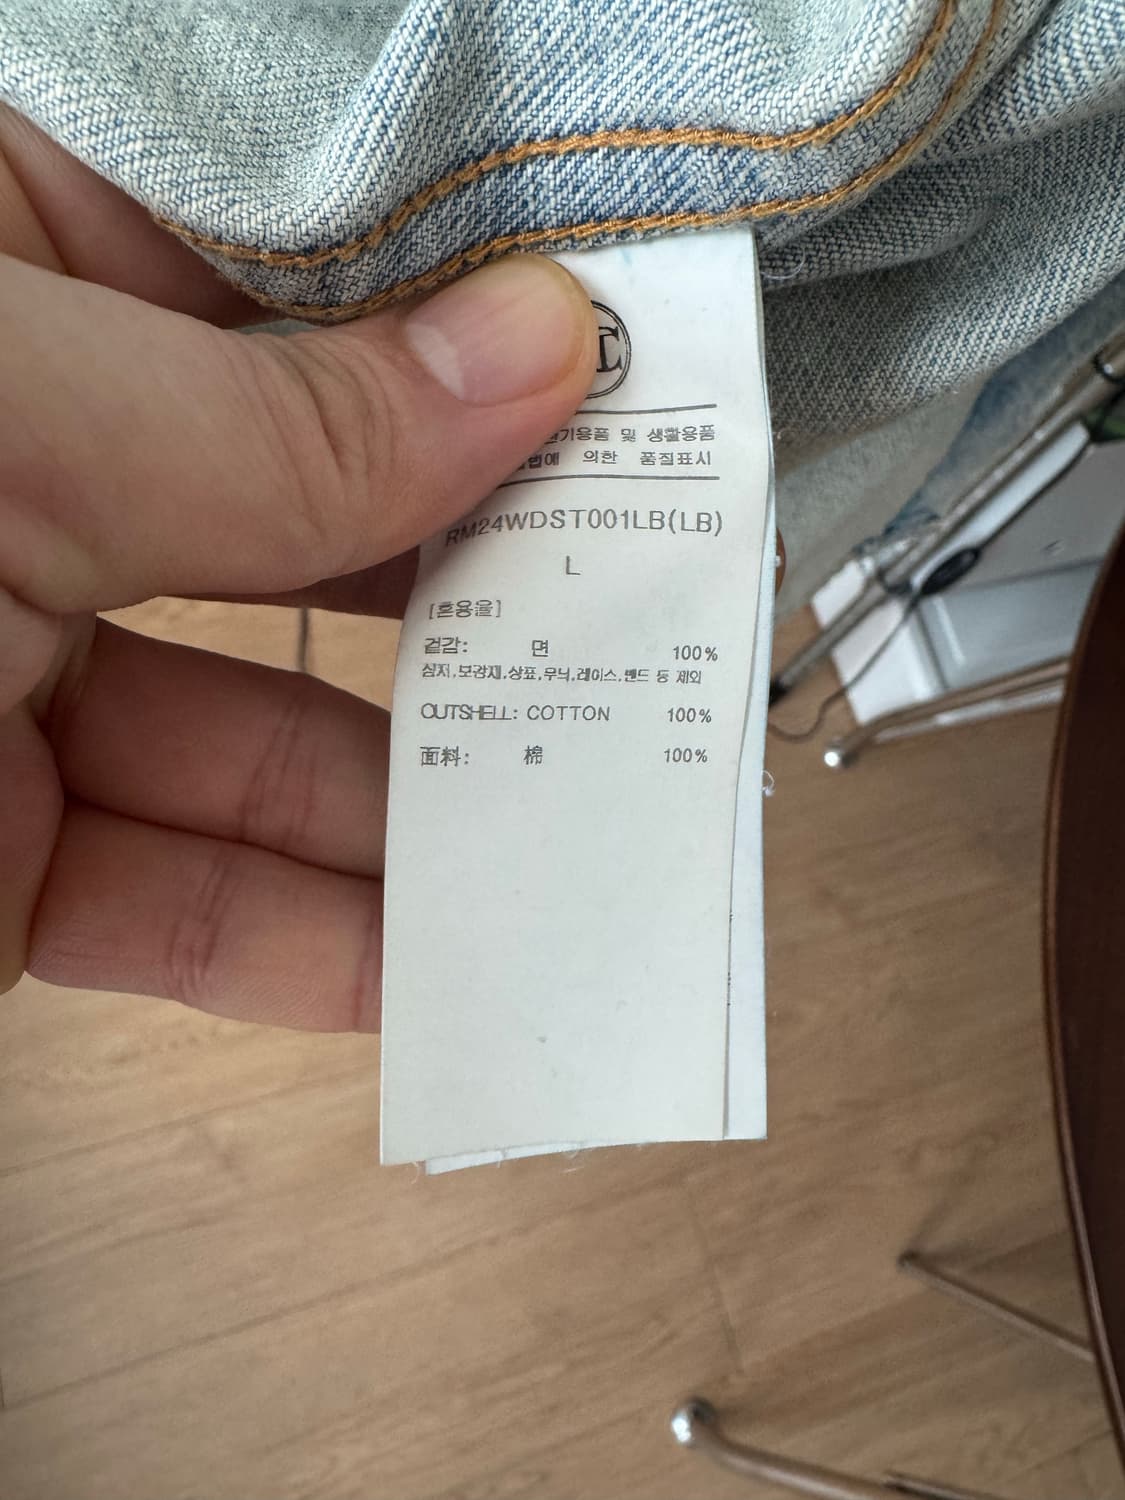 전기용품 및 생활용품
법에 의한 품질표시
RM24WDST001LB(LB)
L
[혼용율]
겉감: 면 100%
심지,보강재,상표,무늬,레이스,밴드 등 제외
OUTSHELL: COTTON 100%
面料: 棉 100%